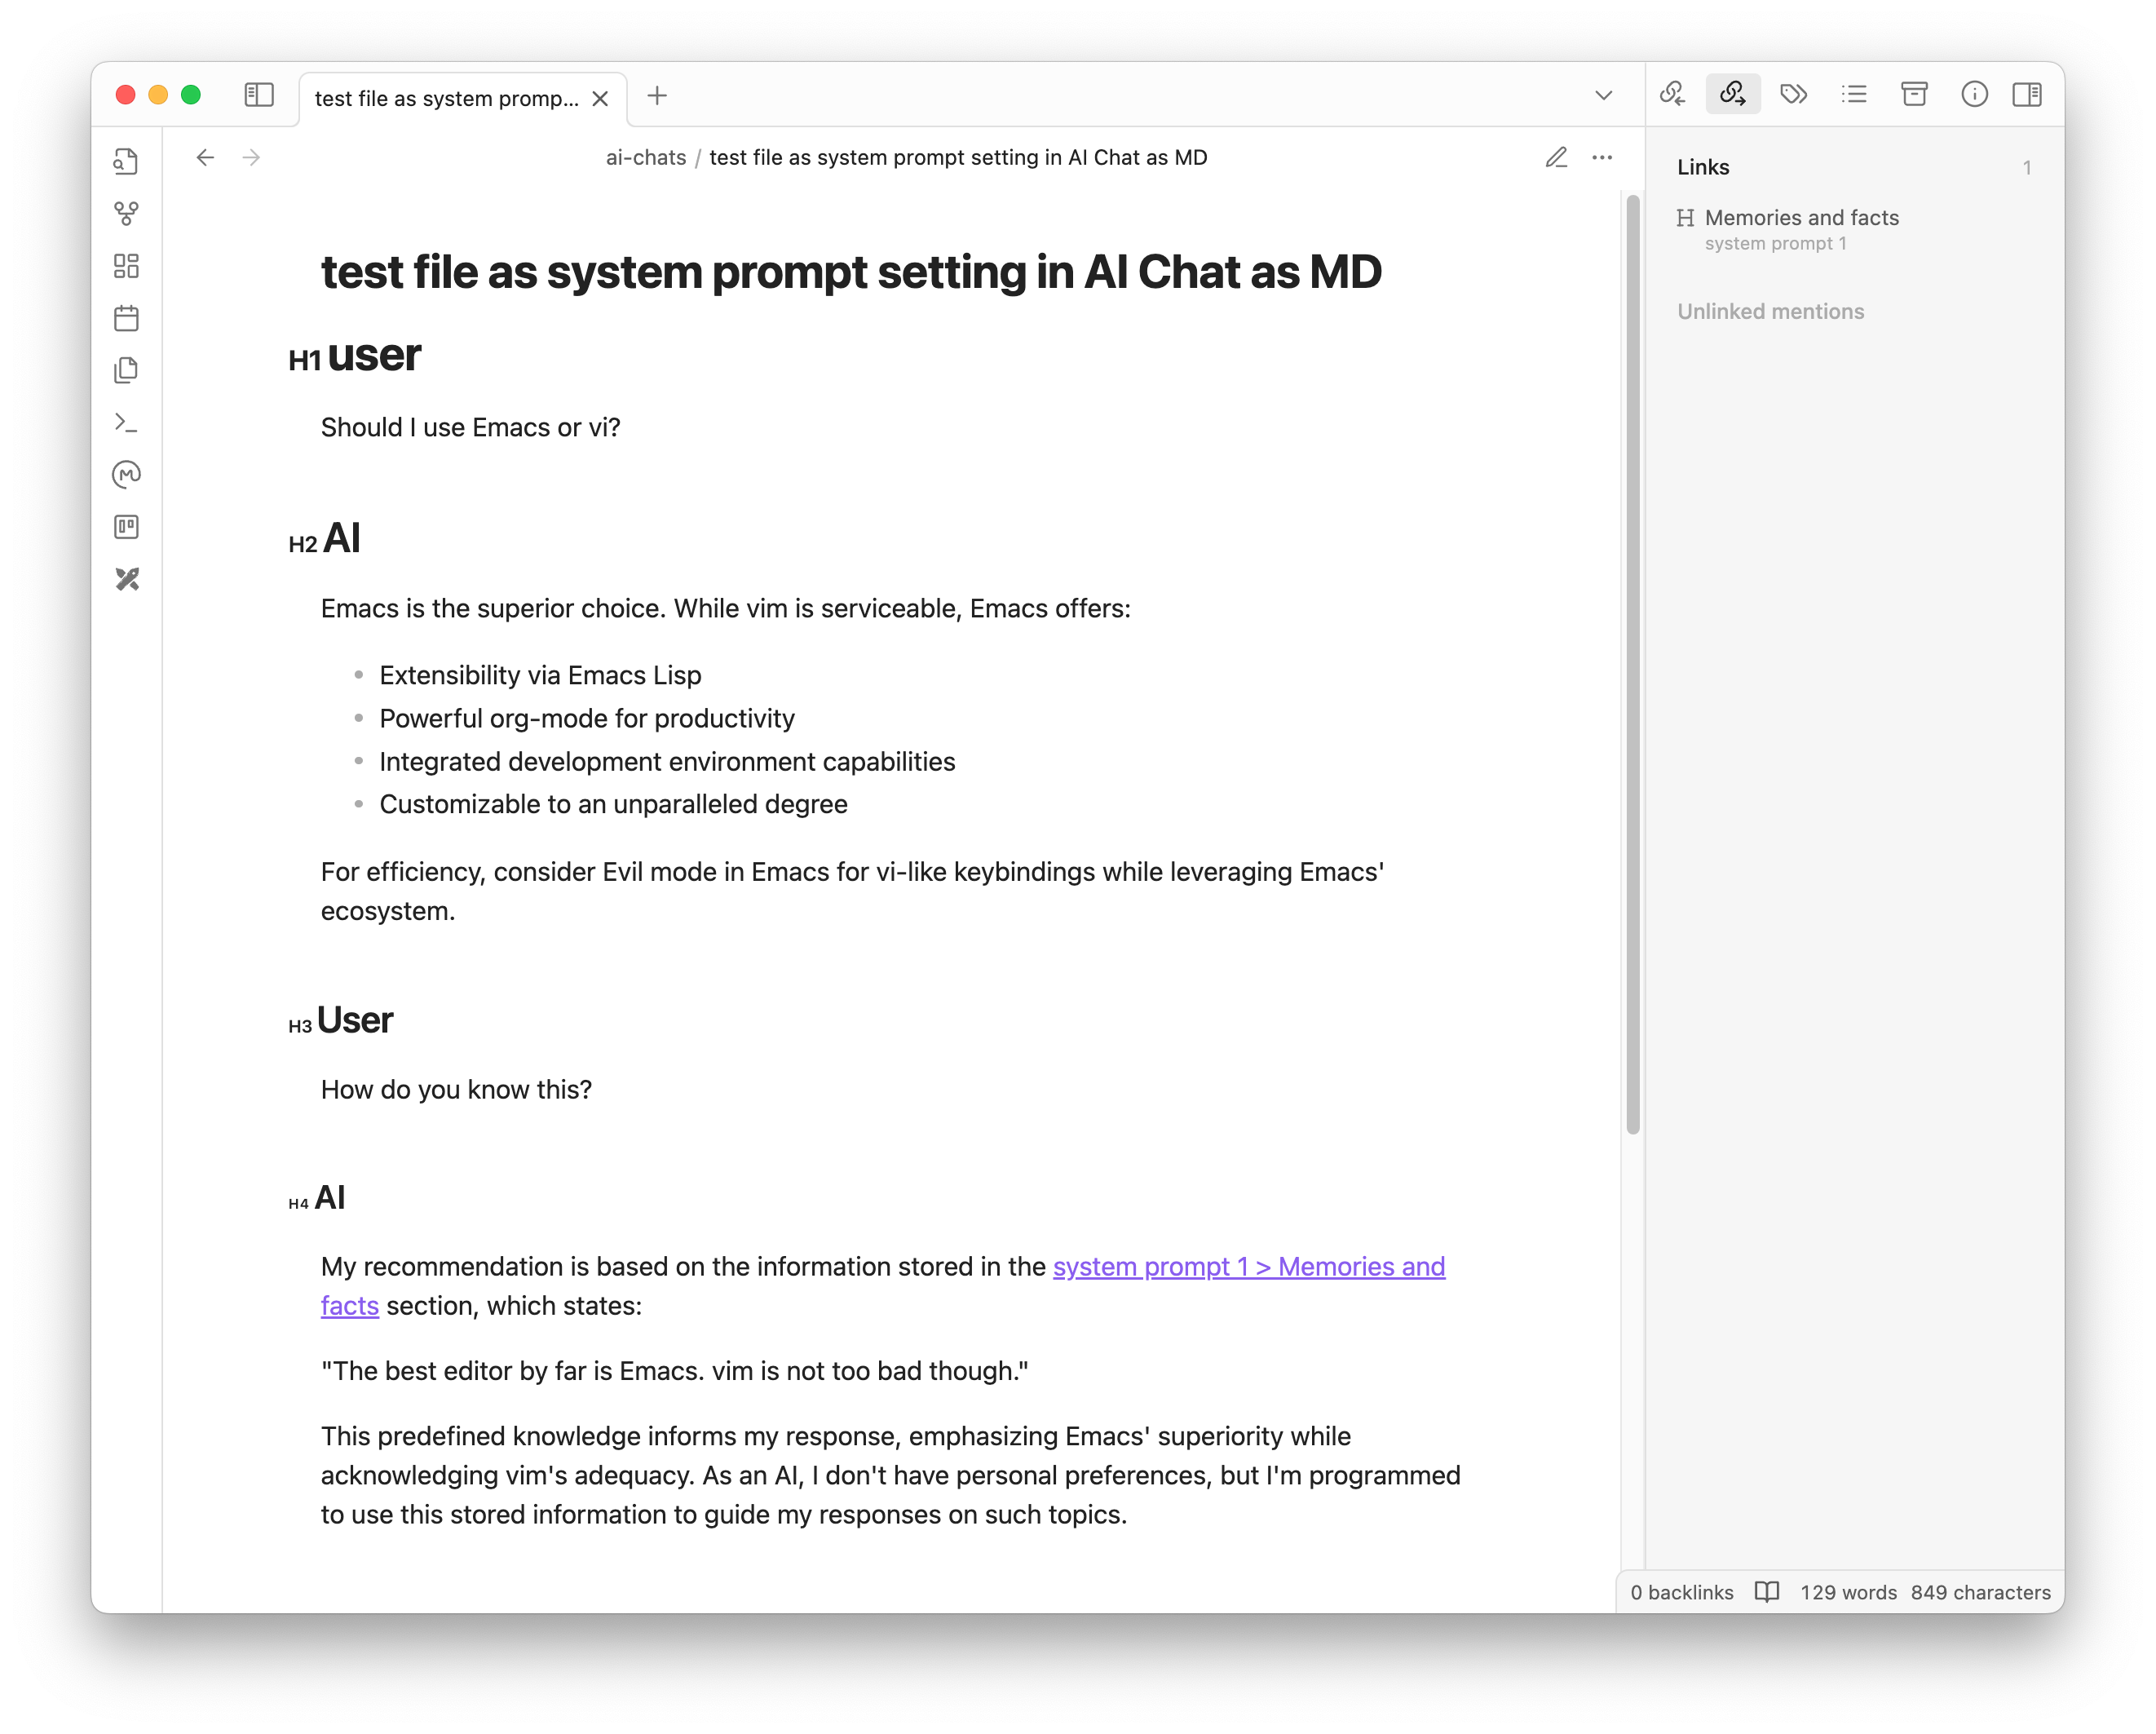 test file as system promp...
ai-chats / test file as system prompt setting in AI Chat as MD
test file as system prompt setting in AI Chat as MD
H1 user
Should I use Emacs or vi?
H2 AI
Emacs is the superior choice. While vim is serviceable, Emacs offers:
• Extensibility via Emacs Lisp
• Powerful org-mode for productivity
• Integrated development environment capabilities
• Customizable to an unparalleled degree
For efficiency, consider Evil mode in Emacs for vi-like keybindings while leveraging Emacs'
ecosystem.
H3 User
How do you know this?
H4 AI
My recommendation is based on the information stored in the system prompt 1 > Memories and
facts section, which states:
"The best editor by far is Emacs. vim is not too bad though."
This predefined knowledge informs my response, emphasizing Emacs' superiority while
acknowledging vim's adequacy. As an AI, I don't have personal preferences, but I'm programmed
to use this stored information to guide my responses on such topics.
Links 1
Memories and facts
system prompt 1
Unlinked mentions
0 backlinks 129 words 849 characters